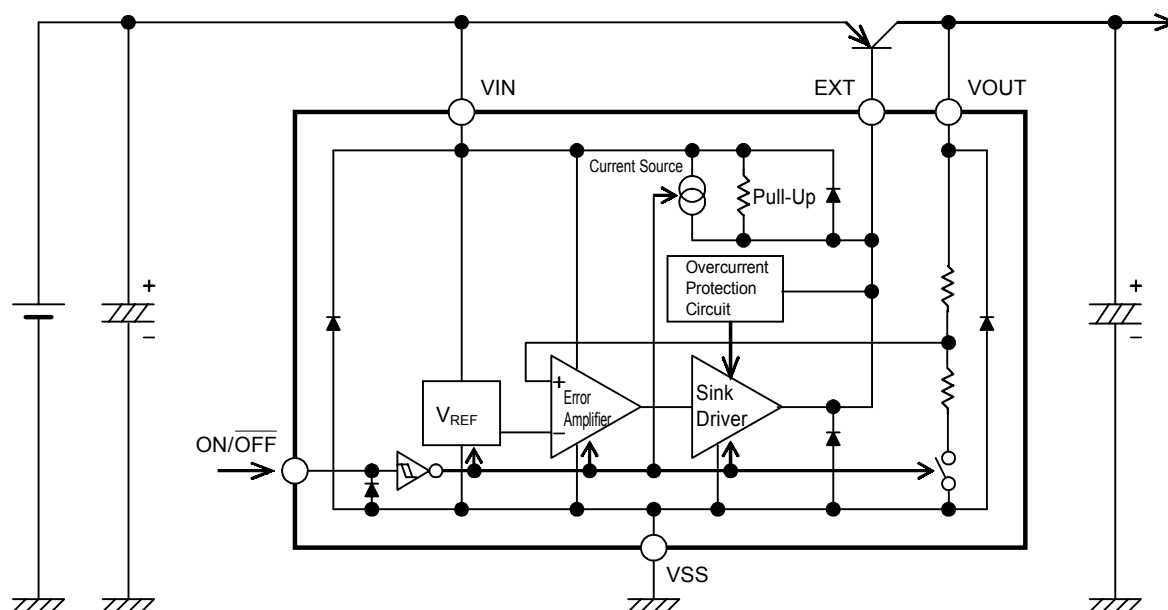 VIN
EXT
VOUT
Current Source
Pull-Up
Overcurrent
Protection
Circuit
+
−
+
−
+
−
Error
Amplifier
Sink
Driver
VREF
ON/OFF
VSS